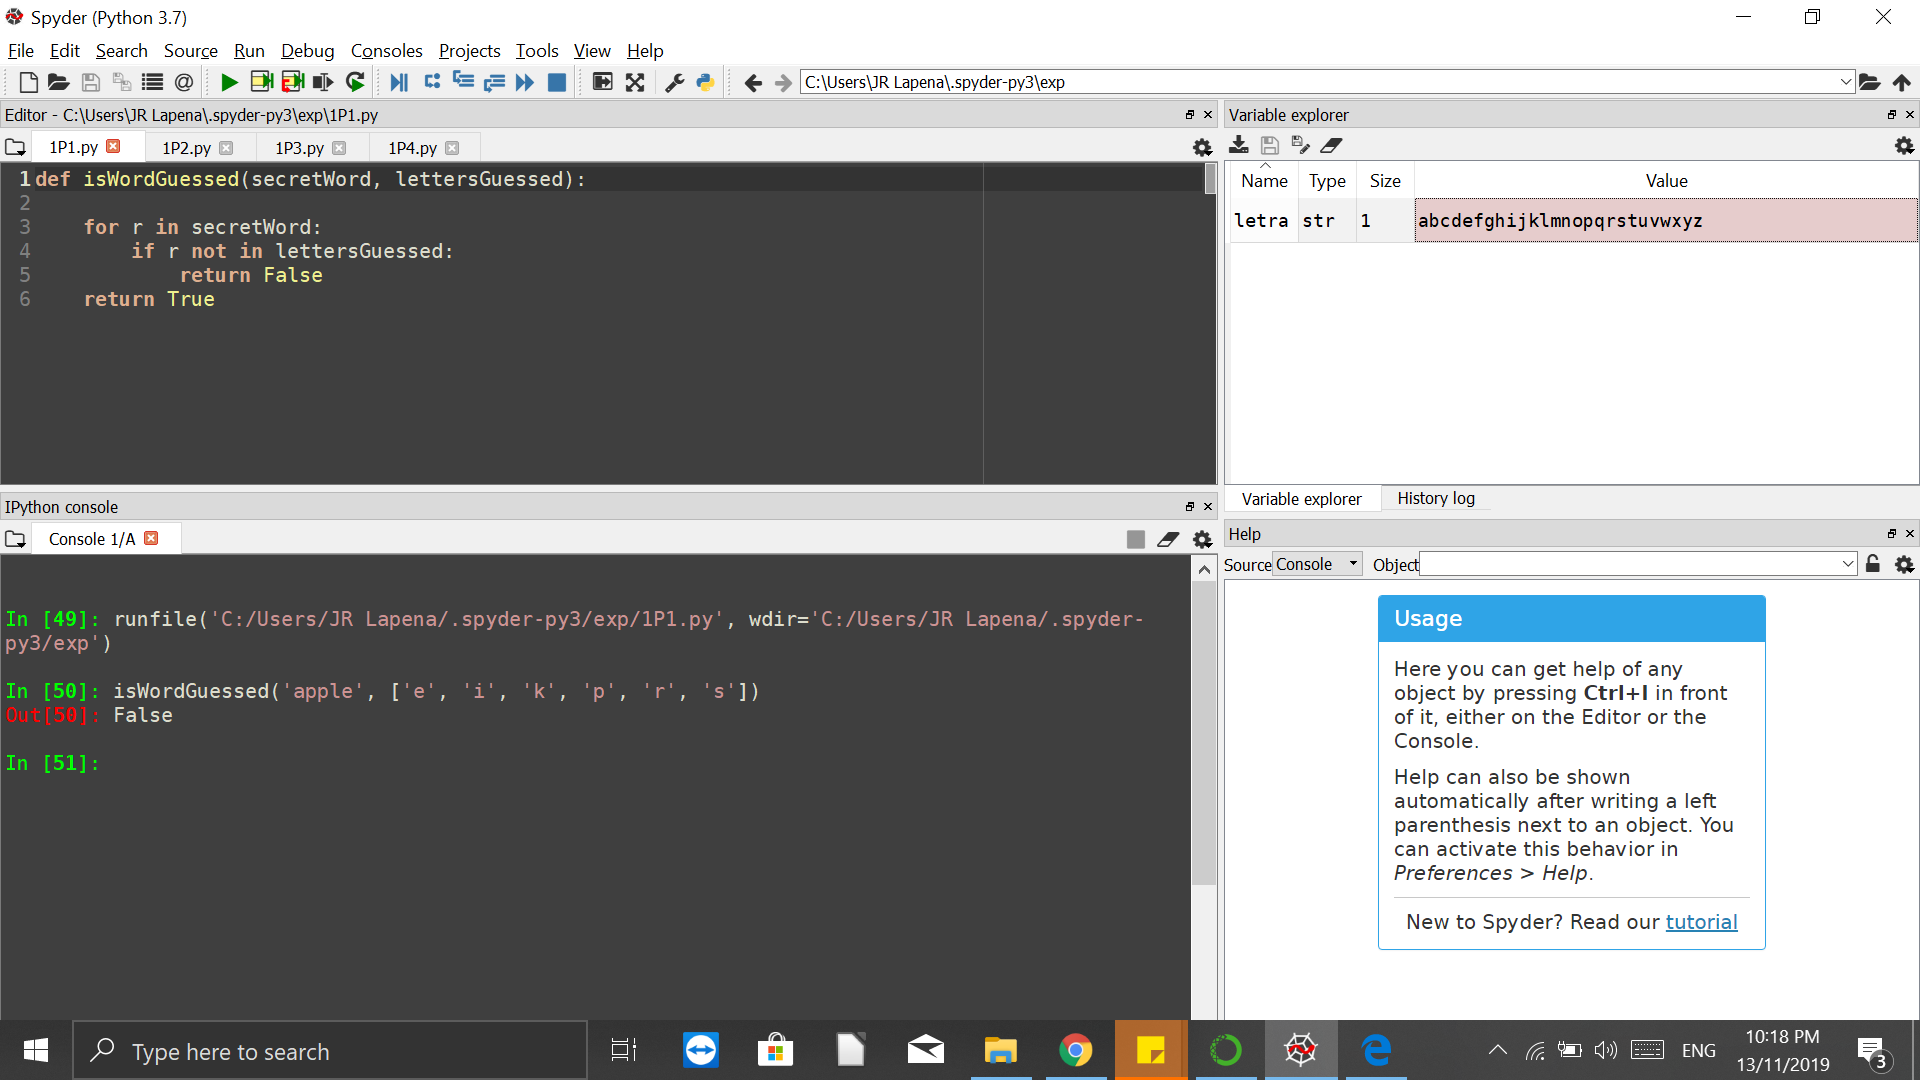 Spyder (Python 3.7)
File Edit Search Source Run Debug Consoles Projects Tools View Help
C:\Users\JR Lapena\.spyder-py3\exp
Editor - C:\Users\JR Lapena\.spyder-py3\exp\1P1.py
1P1.py 1P2.py 1P3.py 1P4.py
1 def isWordGuessed(secretWord, lettersGuessed):
2
3     for r in secretWord:
4         if r not in lettersGuessed:
5             return False
6     return True
IPython console
Console 1/A
In [49]: runfile('C:/Users/JR Lapena/.spyder-py3/exp/1P1.py', wdir='C:/Users/JR Lapena/.spyder-
py3/exp')
In [50]: isWordGuessed('apple', ['e', 'i', 'k', 'p', 'r', 's'])
Out[50]: False
In [51]:
Variable explorer
Name Type Size Value
letra str 1 abcdefghijklmnopqrstuvwxyz
Variable explorer History log
Help
Source Console Object
Usage
Here you can get help of any
object by pressing Ctrl+I in front
of it, either on the Editor or the
Console.
Help can also be shown
automatically after writing a left
parenthesis next to an object. You
can activate this behavior in
Preferences > Help.
New to Spyder? Read our tutorial
Type here to search
ENG
10:18 PM
13/11/2019
3